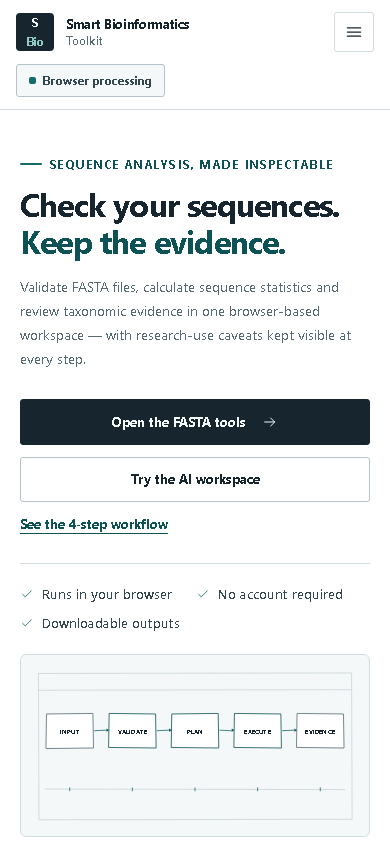 S
Bio
Smart Bioinformatics
Toolkit
Browser processing
SEQUENCE ANALYSIS, MADE INSPECTABLE
Check your sequences.
Keep the evidence.
Validate FASTA files, calculate sequence statistics and
review taxonomic evidence in one browser-based
workspace — with research-use caveats kept visible at
every step.
Open the FASTA tools →
Try the AI workspace
See the 4-step workflow
✓ Runs in your browser ✓ No account required
✓ Downloadable outputs
INPUT VALIDATE PLAN EXECUTE EVIDENCE